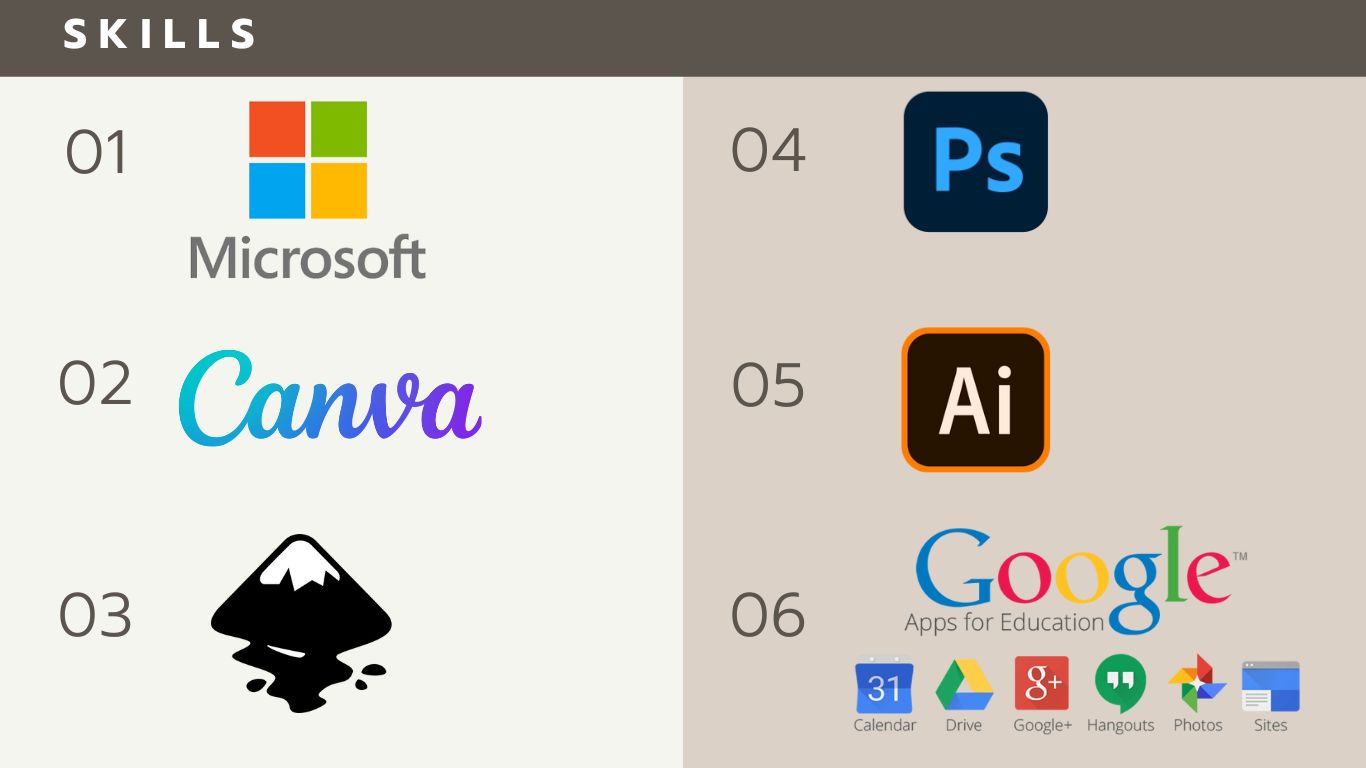 SKILLS
01
Microsoft
02
Canva
03
04
Ps
05
Ai
06
Google™
Apps for Education
31
g+
Calendar
Drive
Google+
Hangouts
Photos
Sites